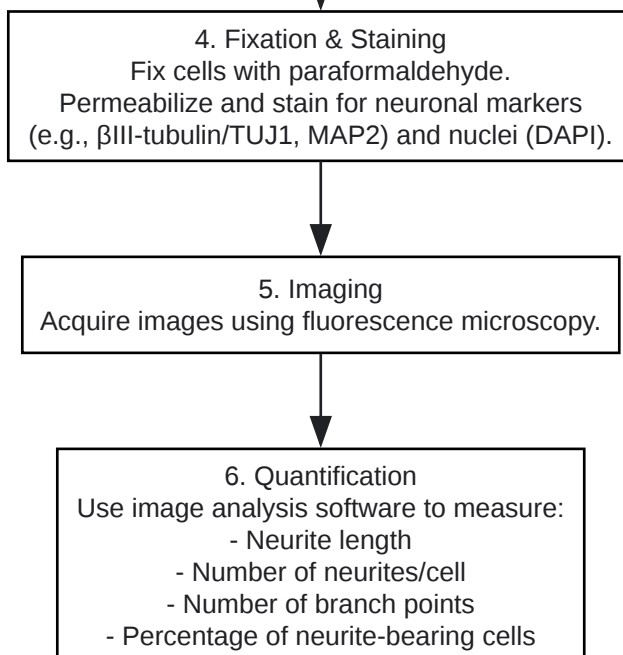 4. Fixation & Staining
Fix cells with paraformaldehyde.
Permeabilize and stain for neuronal markers
(e.g., βIII-tubulin/TUJ1, MAP2) and nuclei (DAPI).
5. Imaging
Acquire images using fluorescence microscopy.
6. Quantification
Use image analysis software to measure:
- Neurite length
- Number of neurites/cell
- Number of branch points
- Percentage of neurite-bearing cells